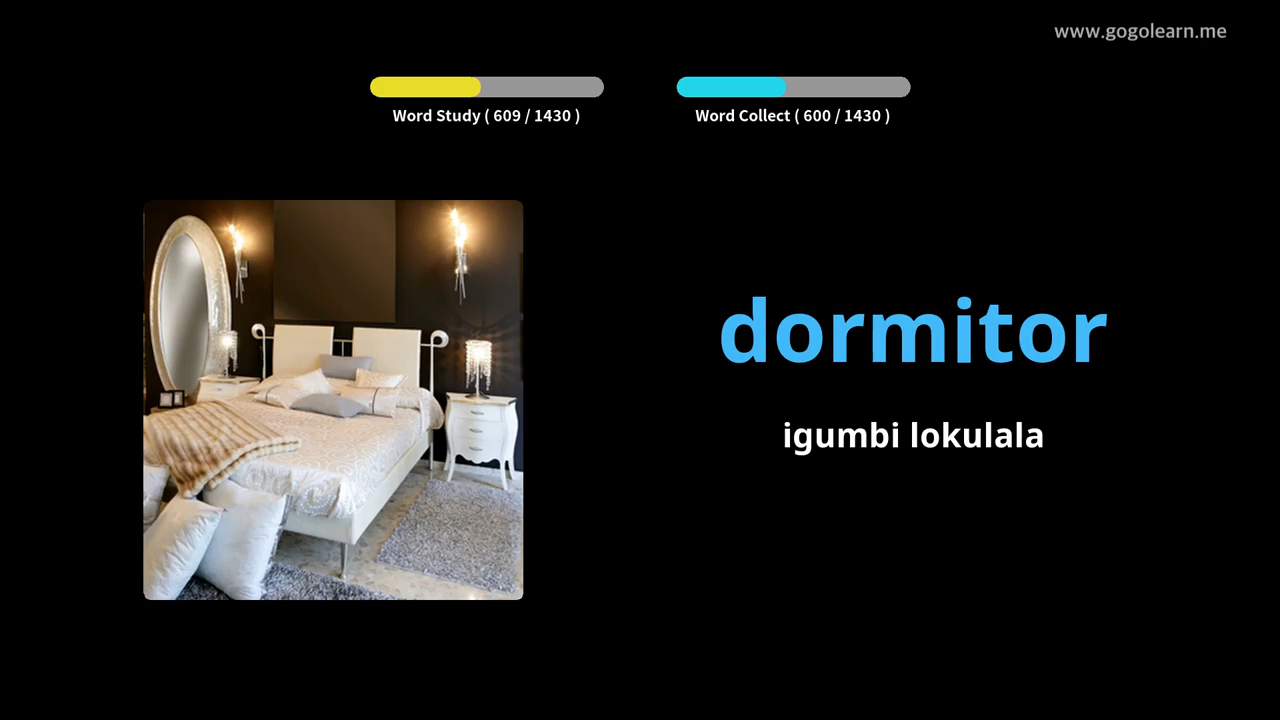 www.gogolearn.me
Word Study ( 609 / 1430 )
Word Collect ( 600 / 1430 )
dormitor
igumbi lokulala